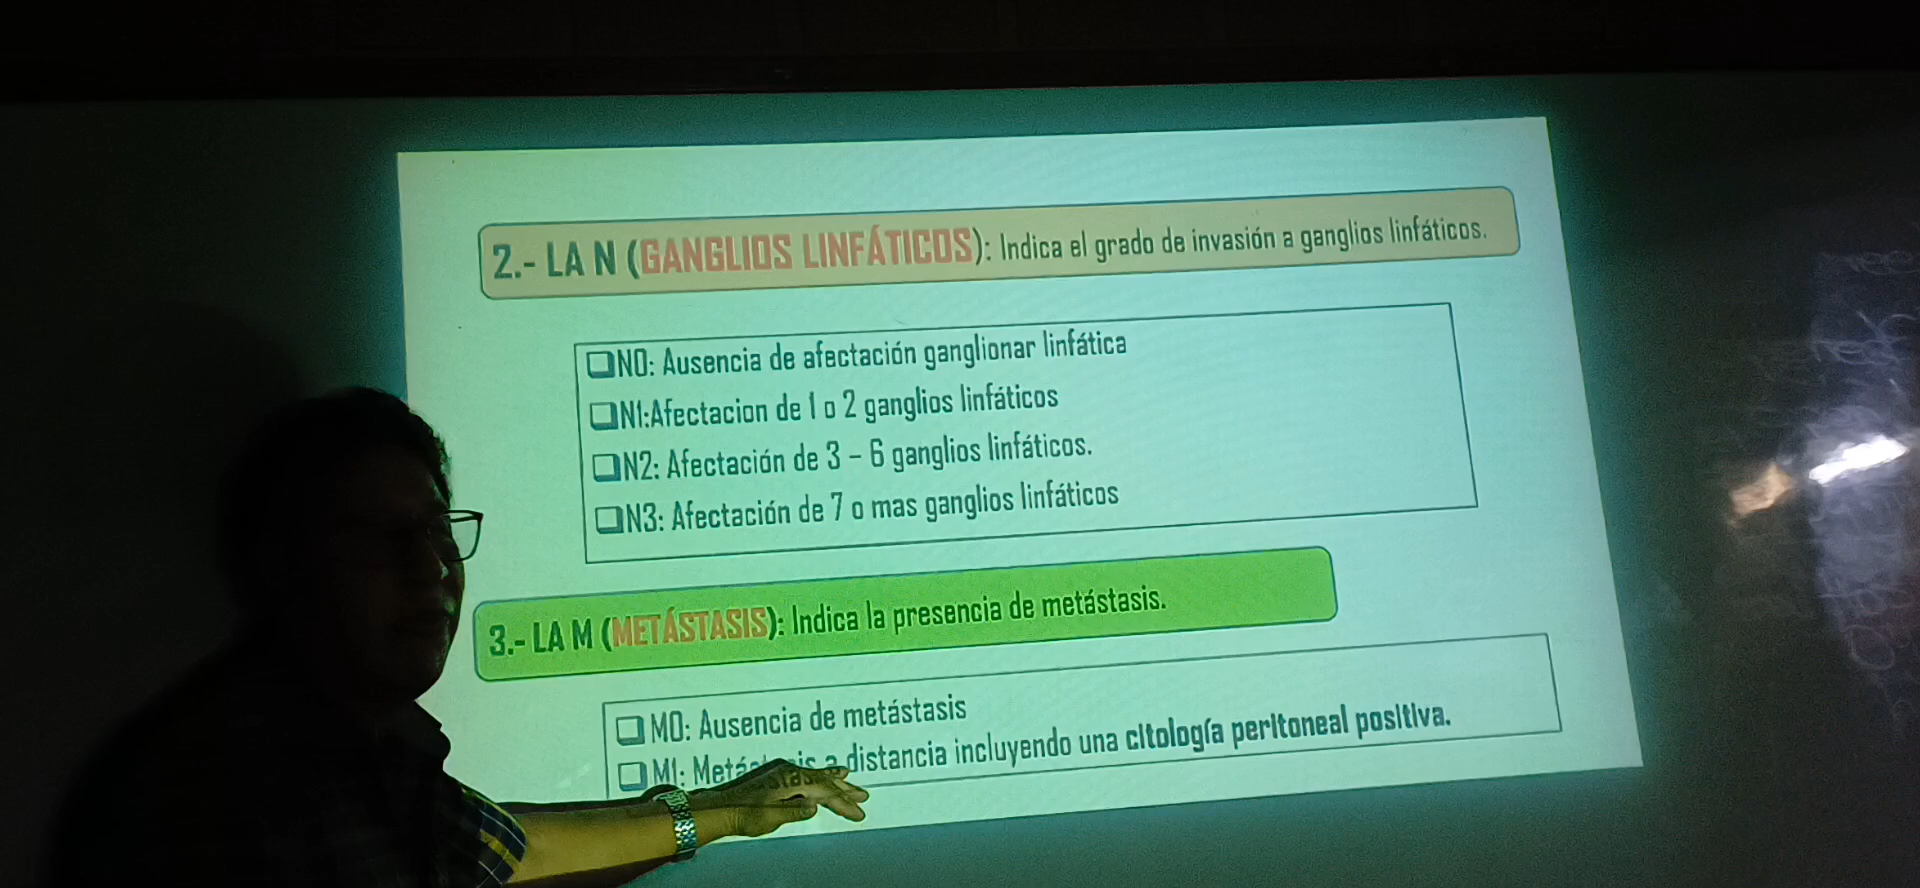 2.- LA N (GANGLIOS LINFÁTICOS): Indica el grado de invasión a ganglios linfáticos.
N0: Ausencia de afectación ganglionar linfática
N1:Afectacion de 1 o 2 ganglios linfáticos
N2: Afectación de 3 – 6 ganglios linfáticos.
N3: Afectación de 7 o mas ganglios linfáticos
3.- LA M (METÁSTASIS): Indica la presencia de metástasis.
M0: Ausencia de metástasis
M1: Metástasis a distancia incluyendo una citología peritoneal positiva.